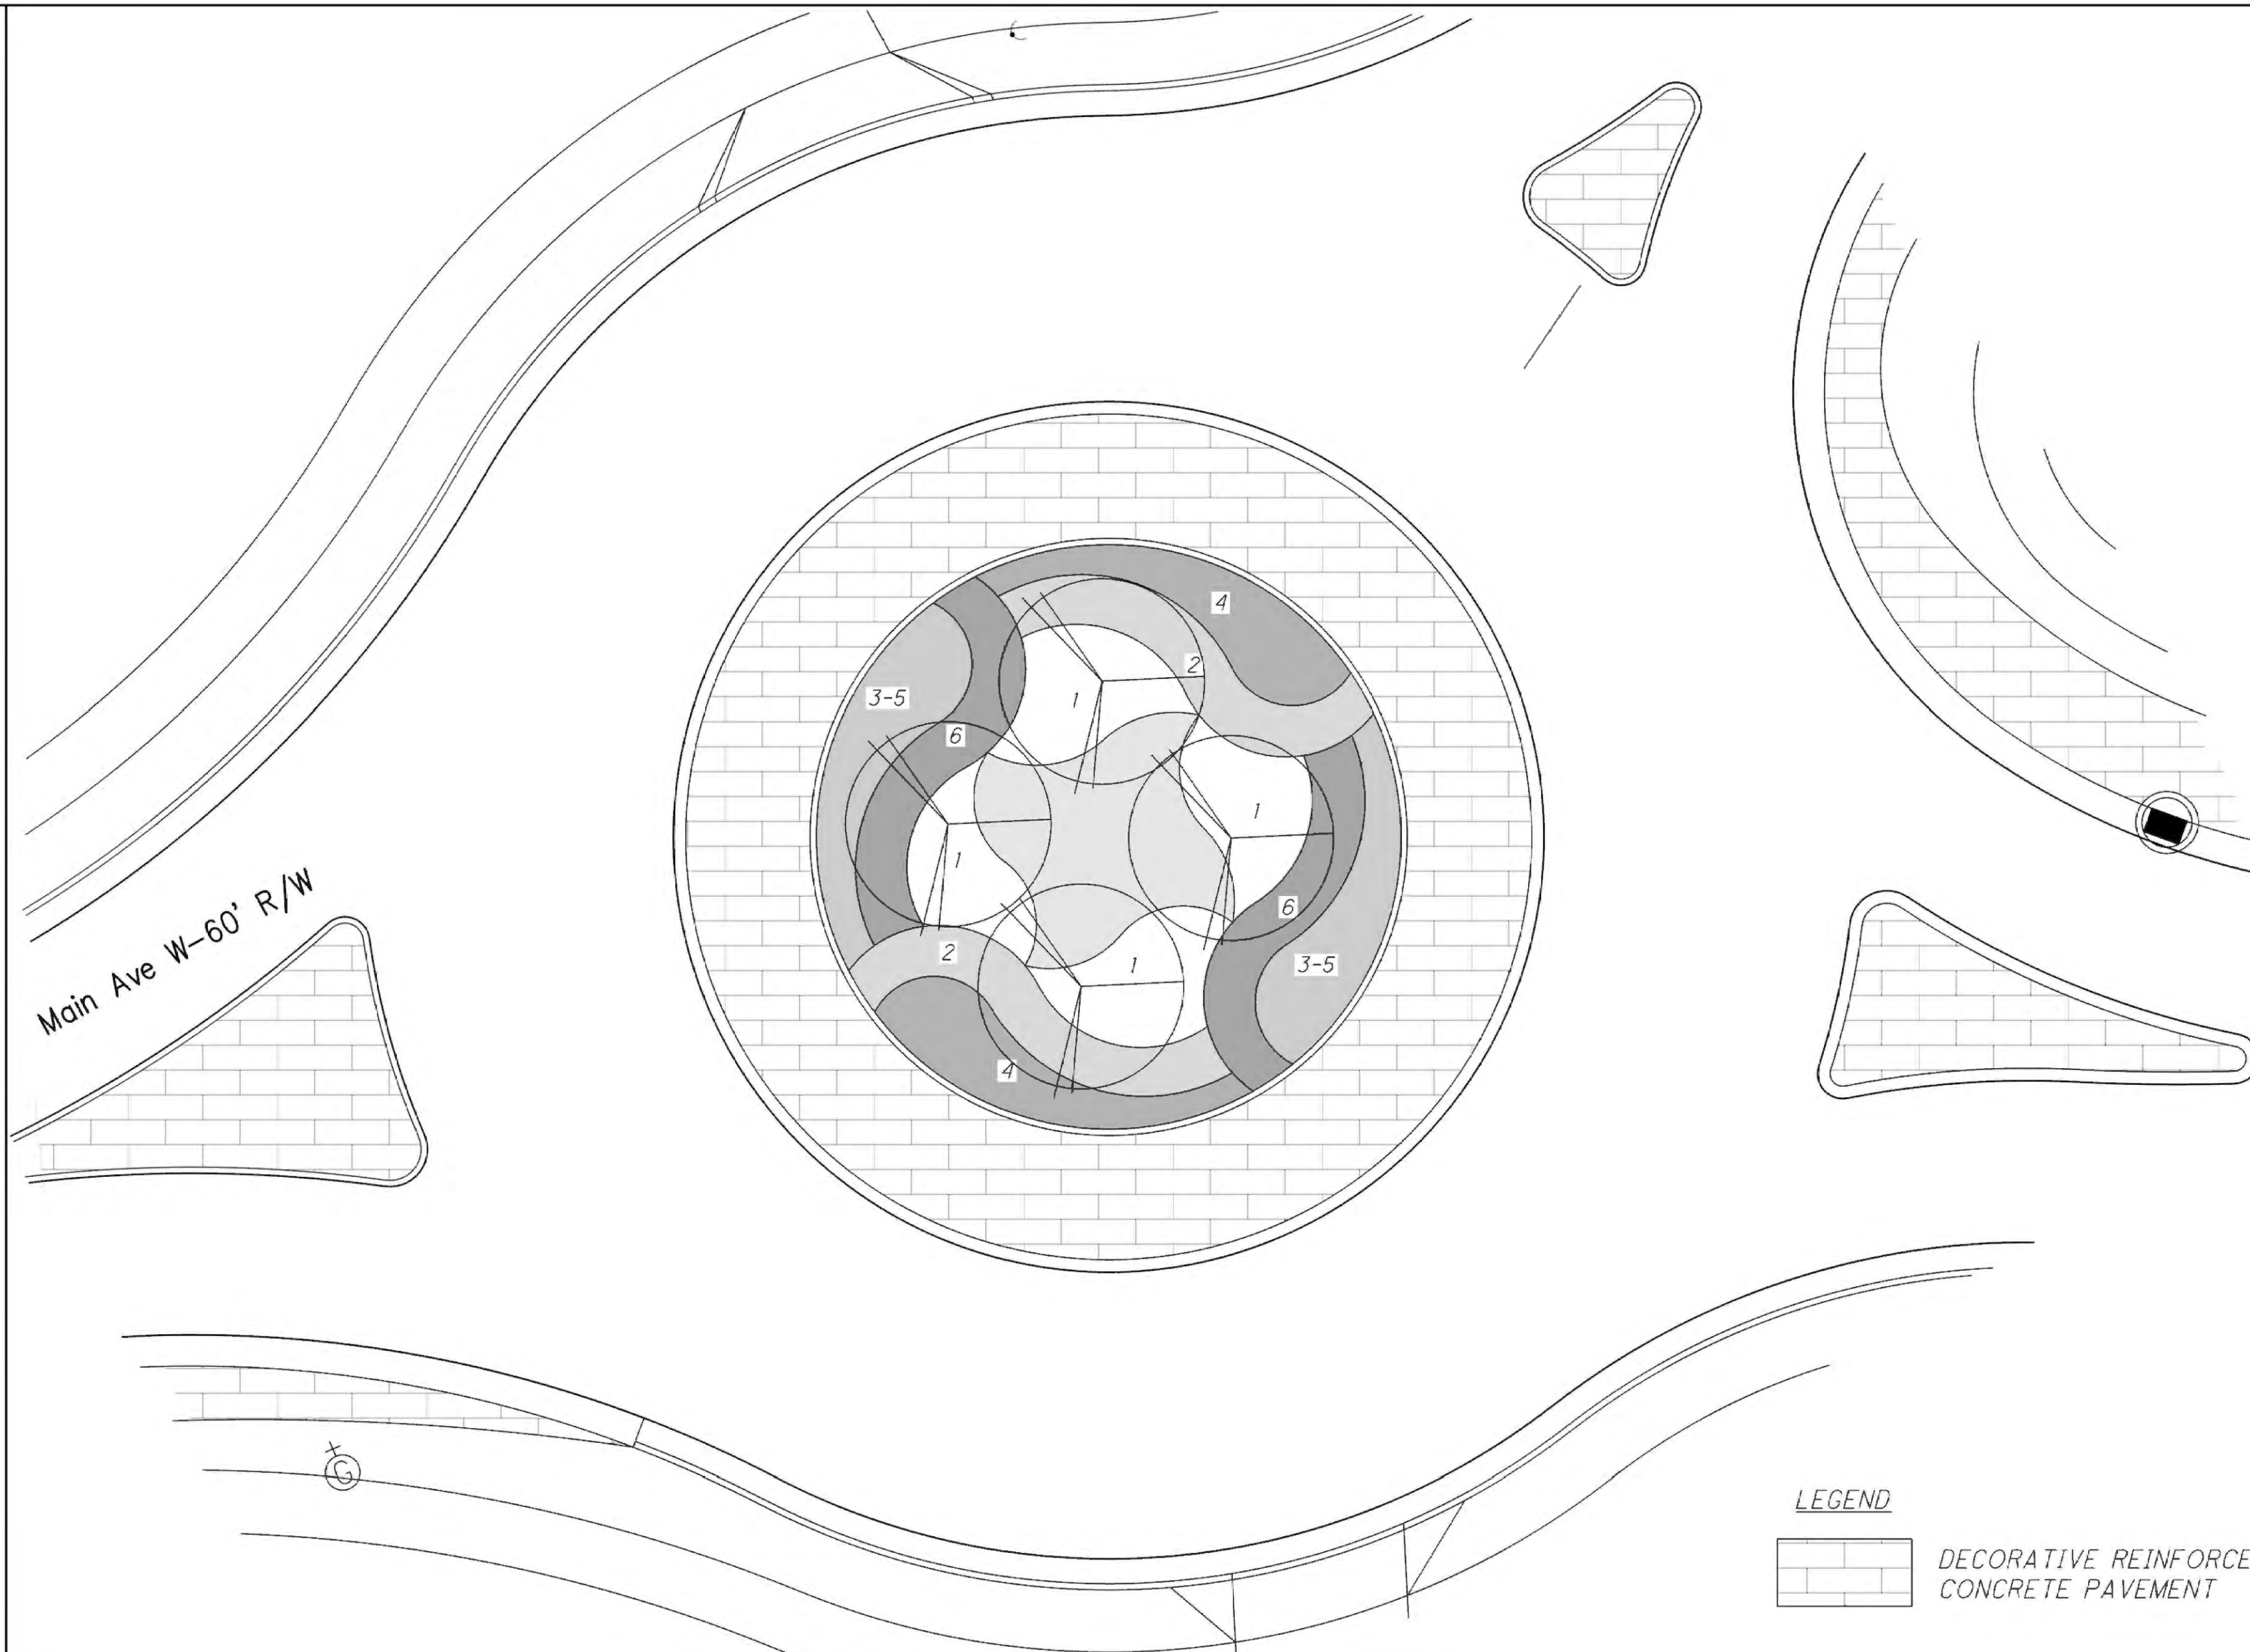 4
2
3-5
1
6
1
1
6
2
1
3-5
4
Main Ave W-60' R/W
G
LEGEND
DECORATIVE REINFORCE
CONCRETE PAVEMENT